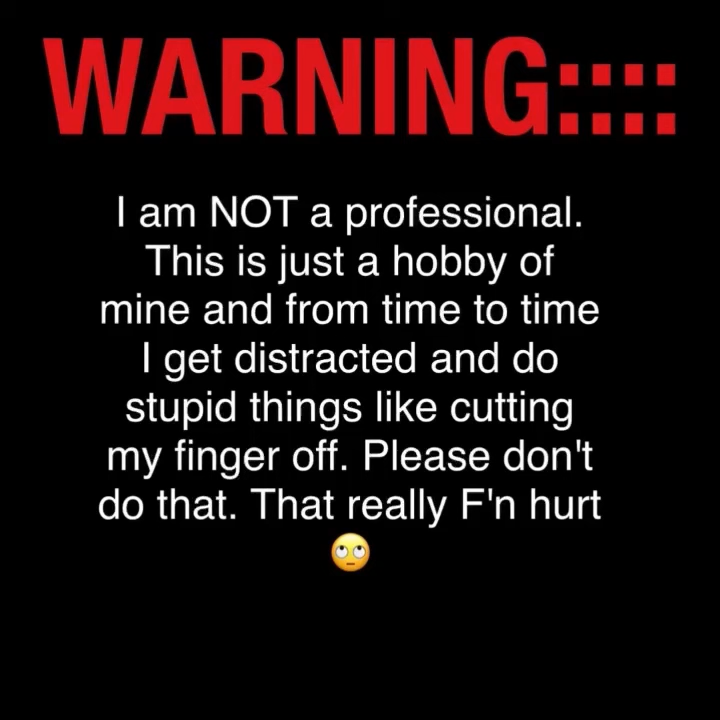 WARNING::::
I am NOT a professional.
This is just a hobby of
mine and from time to time
I get distracted and do
stupid things like cutting
my finger off. Please don't
do that. That really F'n hurt
🙄